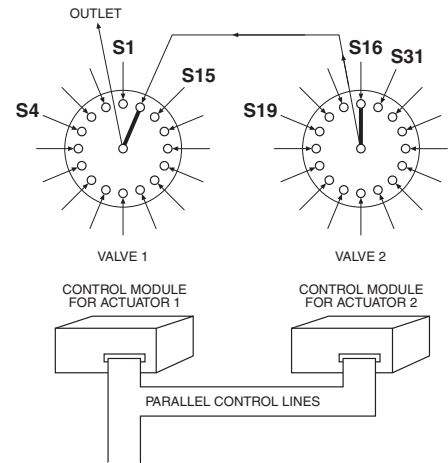 OUTLET
S1
S15
S4
S16
S31
S19
VALVE 1
VALVE 2
CONTROL MODULE
FOR ACTUATOR 1
CONTROL MODULE
FOR ACTUATOR 2
PARALLEL CONTROL LINES